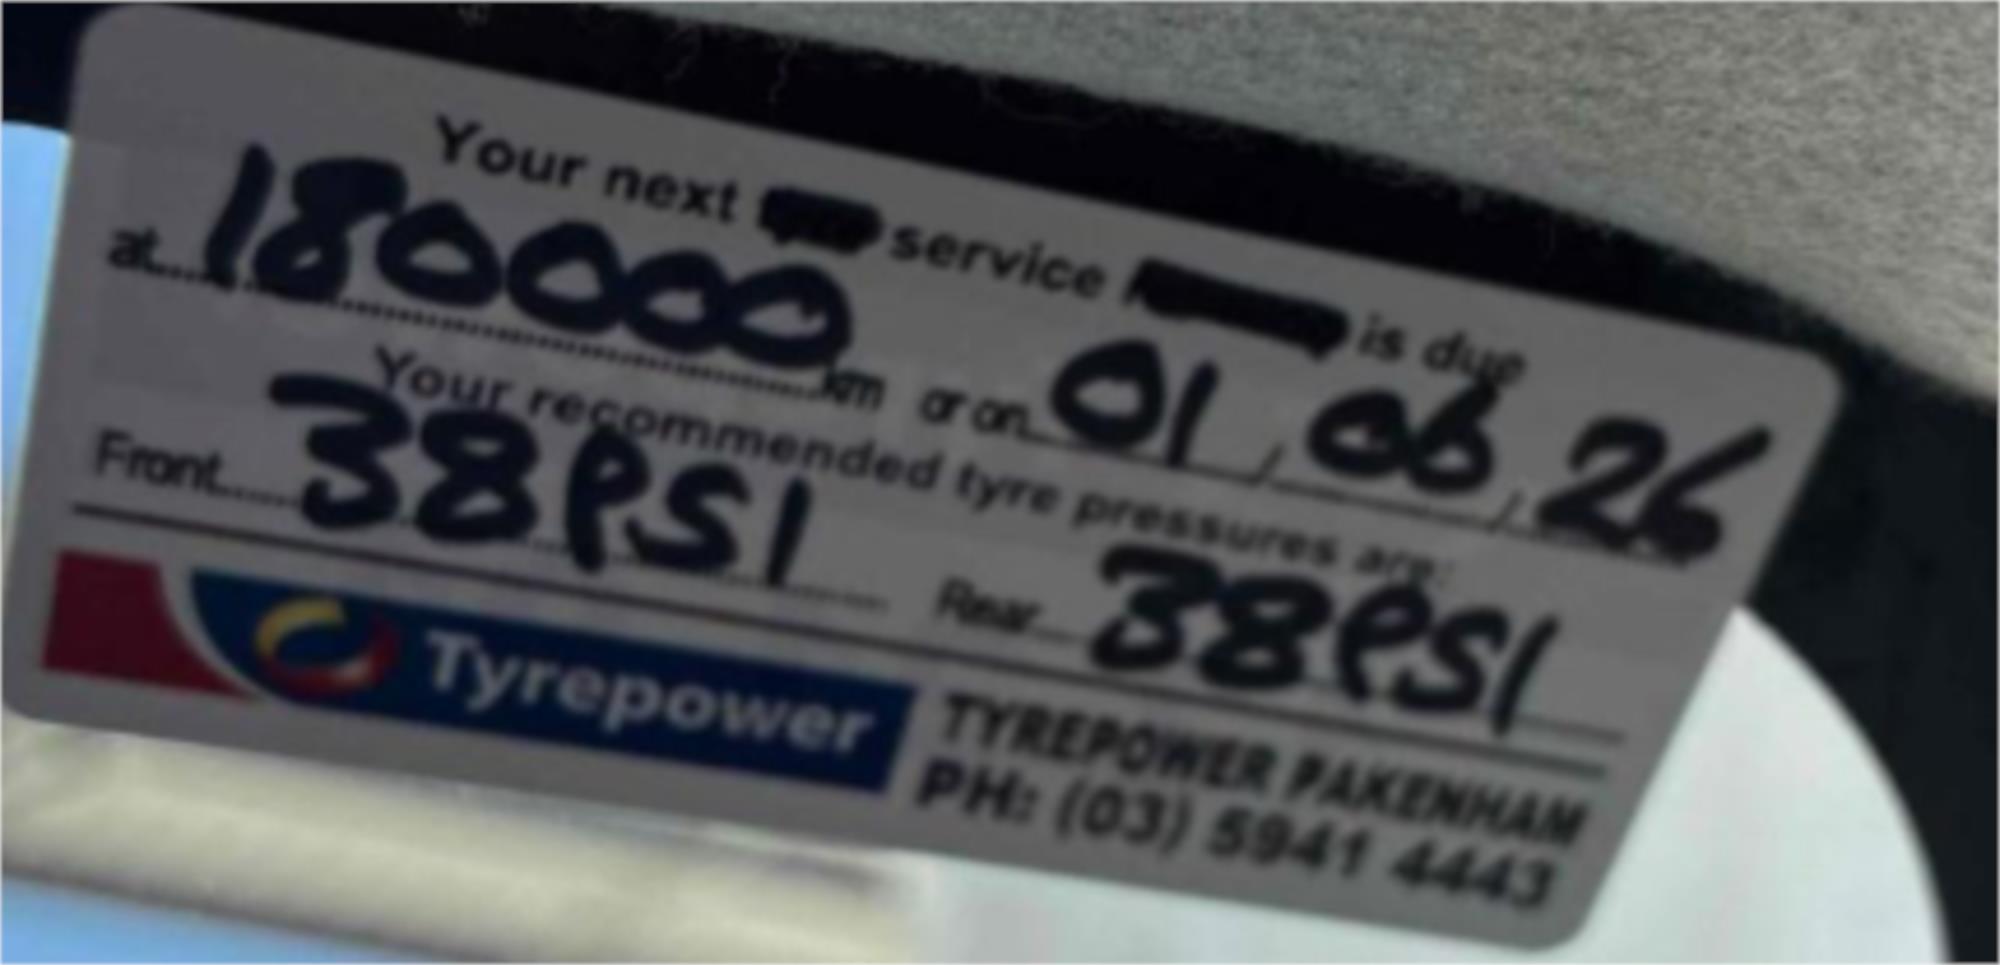 Your next service is due
at 180000 km or on 01 / 06 / 26
Your recommended tyre pressures are:
Front 38PSI Rear 38PSI
Tyrepower
TYREPOWER PAKENHAM
PH: (03) 5941 4443